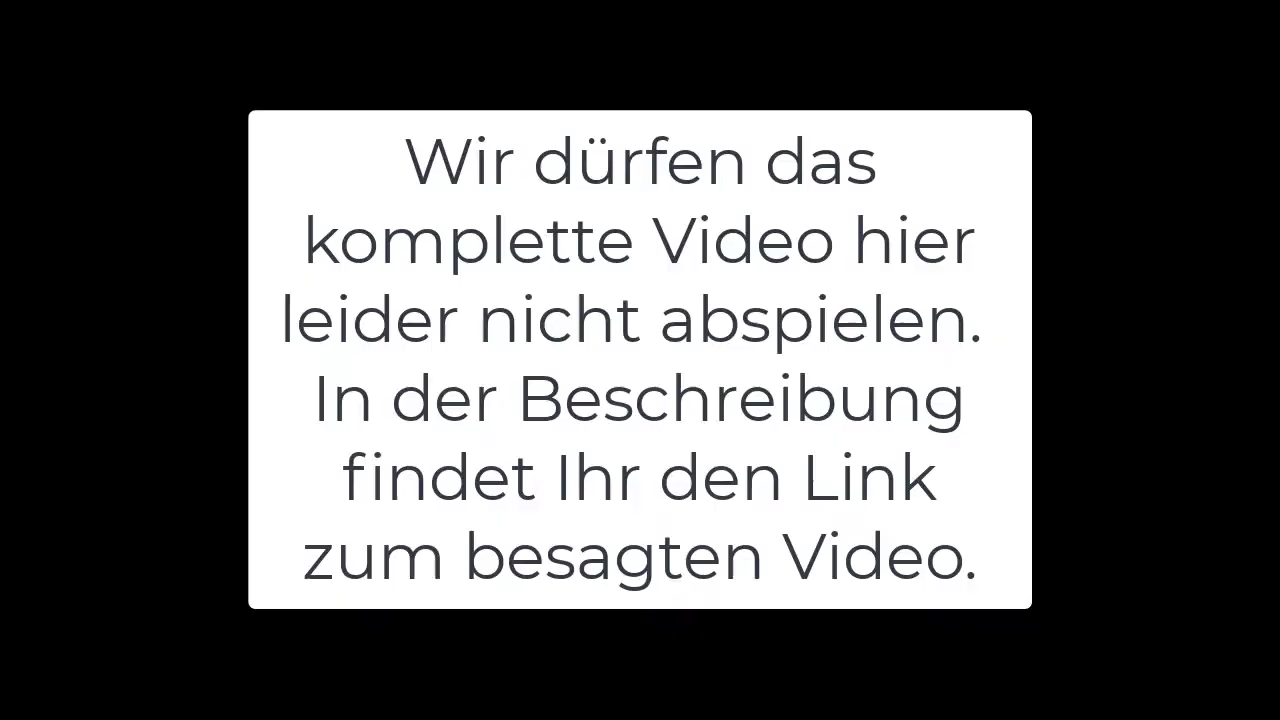 Wir dürfen das
komplette Video hier
leider nicht abspielen.
In der Beschreibung
findet Ihr den Link
zum besagten Video.